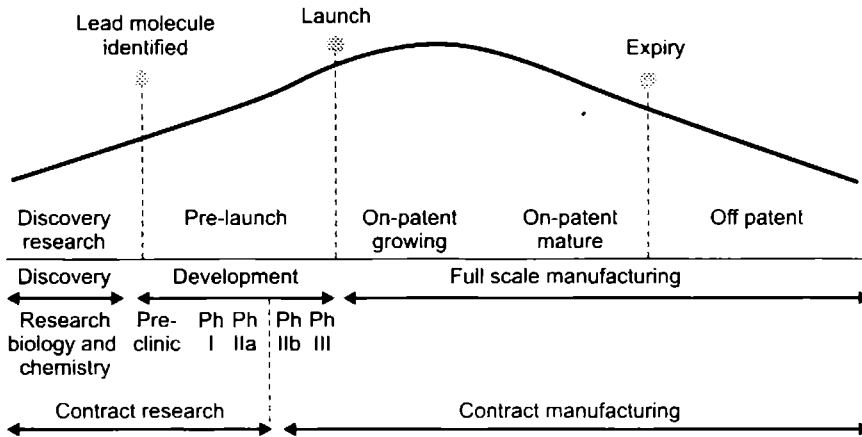 Launch
Lead molecule
identified
Expiry
Discovery
research
Pre-launch
On-patent
growing
On-patent
mature
Off patent
Discovery
Development
Full scale manufacturing
Research
biology and
chemistry
Pre-
clinic
Ph
I
Ph
IIa
Ph
IIb
Ph
III
Contract research
Contract manufacturing